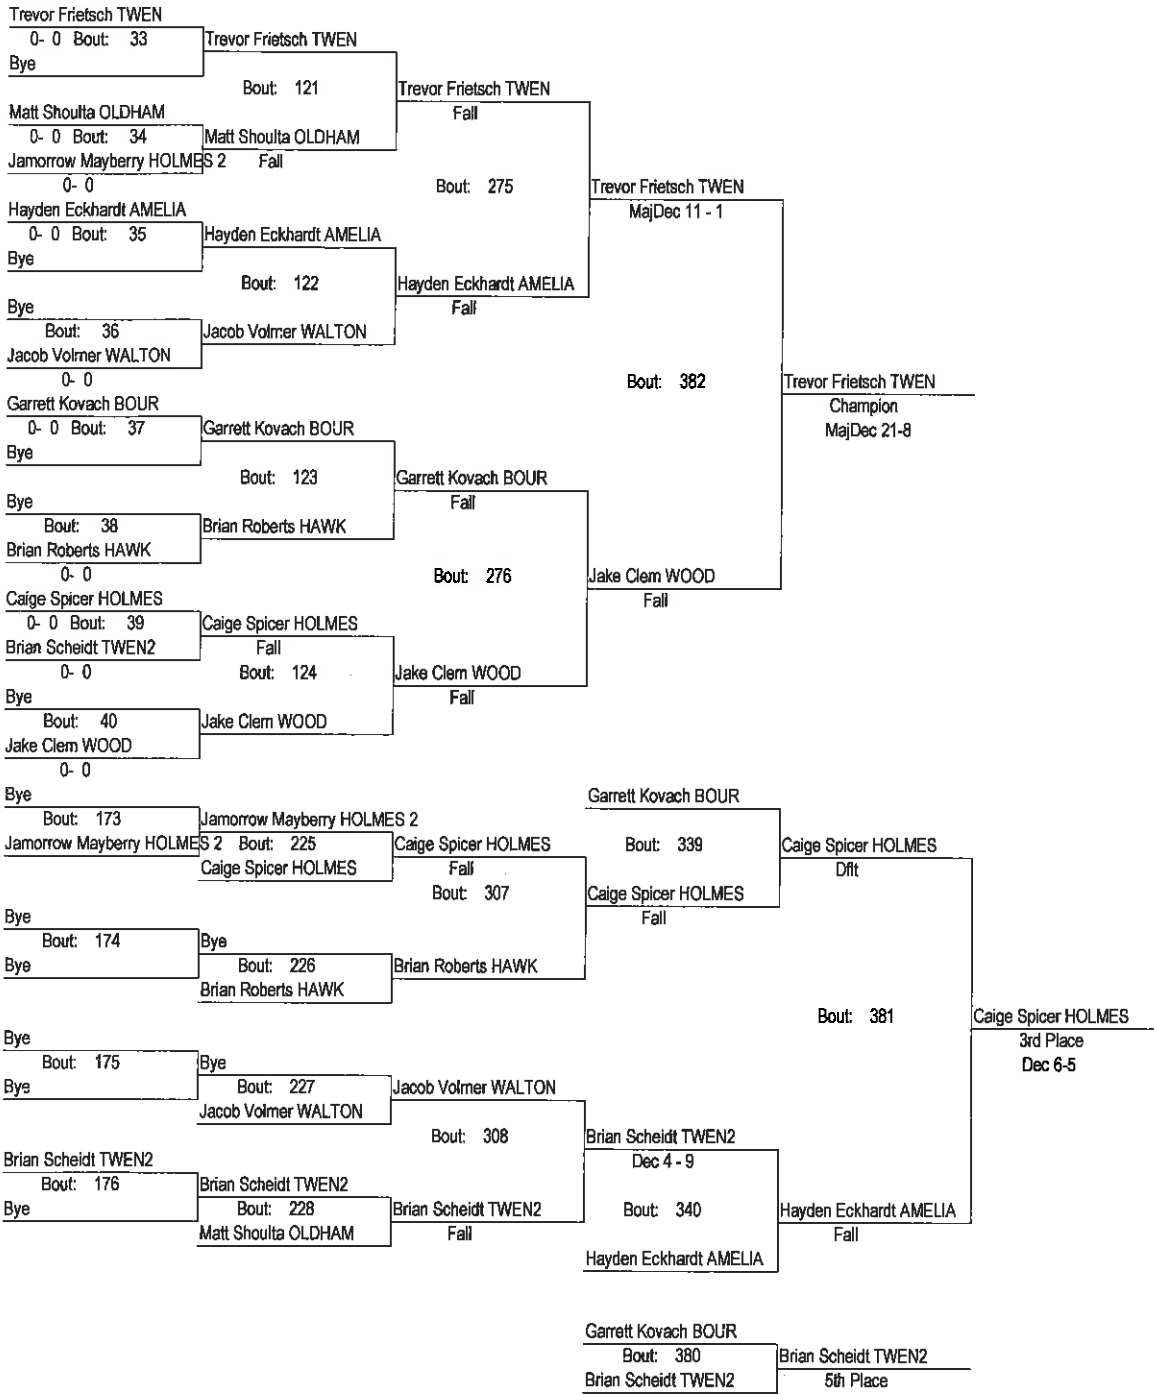 Trevor Frietsch TWEN
0- 0 Bout: 33
Trevor Frietsch TWEN
Bye
Bout: 121
Trevor Frietsch TWEN
Fall
Matt Shoulta OLDHAM
0- 0 Bout: 34
Matt Shoulta OLDHAM
Jamorrow Mayberry HOLMES 2
Fall
0- 0
Bout: 275
Trevor Frietsch TWEN
MajDec 11 - 1
Hayden Eckhardt AMELIA
0- 0 Bout: 35
Hayden Eckhardt AMELIA
Bye
Bout: 122
Hayden Eckhardt AMELIA
Fall
Bye
Bout: 36
Jacob Volmer WALTON
Jacob Volmer WALTON
0- 0
Bout: 382
Trevor Frietsch TWEN
Champion
MajDec 21-8
Garrett Kovach BOUR
0- 0 Bout: 37
Garrett Kovach BOUR
Bye
Bout: 123
Garrett Kovach BOUR
Fall
Bye
Bout: 38
Brian Roberts HAWK
Brian Roberts HAWK
0- 0
Bout: 276
Jake Clem WOOD
Fall
Caige Spicer HOLMES
0- 0 Bout: 39
Caige Spicer HOLMES
Brian Scheidt TWEN2
Fall
0- 0
Bout: 124
Jake Clem WOOD
Fall
Bye
Bout: 40
Jake Clem WOOD
Jake Clem WOOD
0- 0
Bye
Garrett Kovach BOUR
Bout: 173
Jamorrow Mayberry HOLMES 2
Jamorrow Mayberry HOLMES 2
Bout: 225
Caige Spicer HOLMES
Bout: 339
Caige Spicer HOLMES
Caige Spicer HOLMES
Fall
Dflt
Bout: 307
Caige Spicer HOLMES
Fall
Bye
Bout: 174
Bye
Bye
Bout: 226
Brian Roberts HAWK
Brian Roberts HAWK
Bout: 381
Caige Spicer HOLMES
3rd Place
Dec 6-5
Bye
Bout: 175
Bye
Bye
Bout: 227
Jacob Volmer WALTON
Jacob Volmer WALTON
Bout: 308
Brian Scheidt TWEN2
Dec 4 - 9
Brian Scheidt TWEN2
Bout: 176
Brian Scheidt TWEN2
Bye
Bout: 228
Brian Scheidt TWEN2
Matt Shoulta OLDHAM
Fall
Bout: 340
Hayden Eckhardt AMELIA
Fall
Hayden Eckhardt AMELIA
Garrett Kovach BOUR
Bout: 380
Brian Scheidt TWEN2
Brian Scheidt TWEN2
5th Place